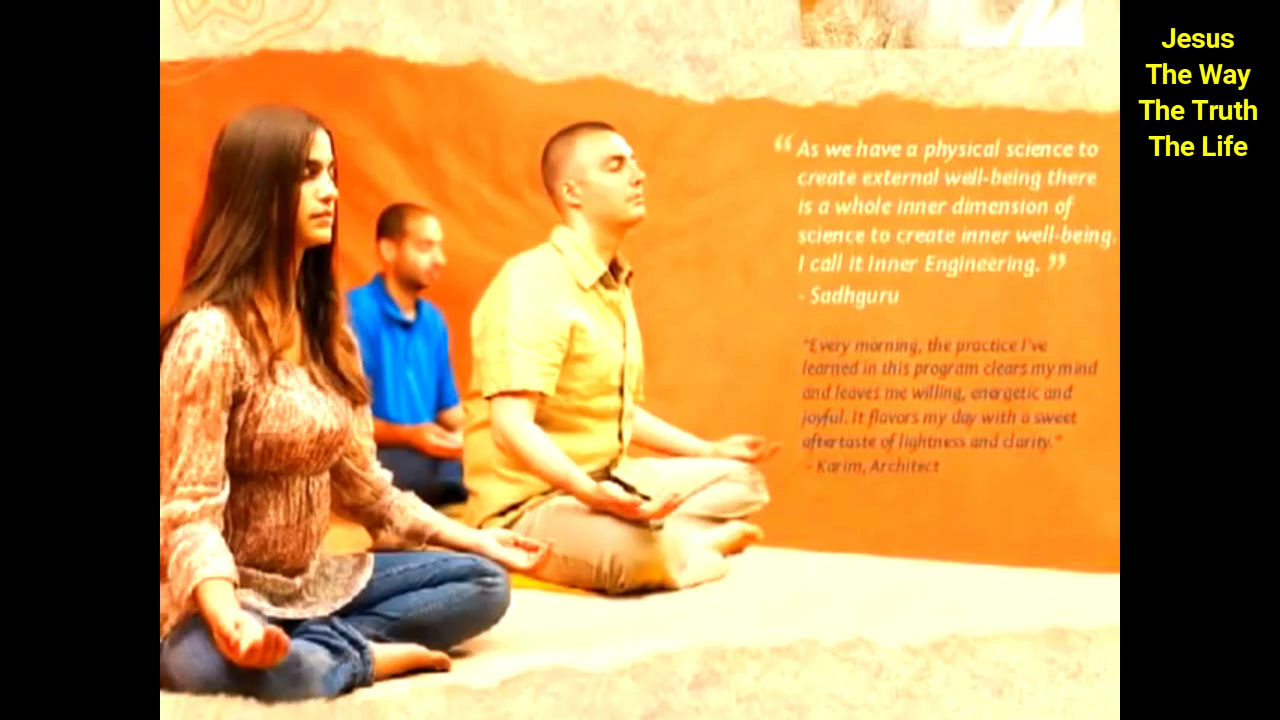 “ As we have a physical science to
create external well-being there
is a whole inner dimension of
science to create inner well-being.
I call it Inner Engineering. ”
- Sadhguru
"Every morning, the practice I've
learned in this program clears my mind
and leaves me willing, energetic and
joyful. It flavors my day with a sweet
aftertaste of lightness and clarity."
- Karim, Architect
Jesus
The Way
The Truth
The Life